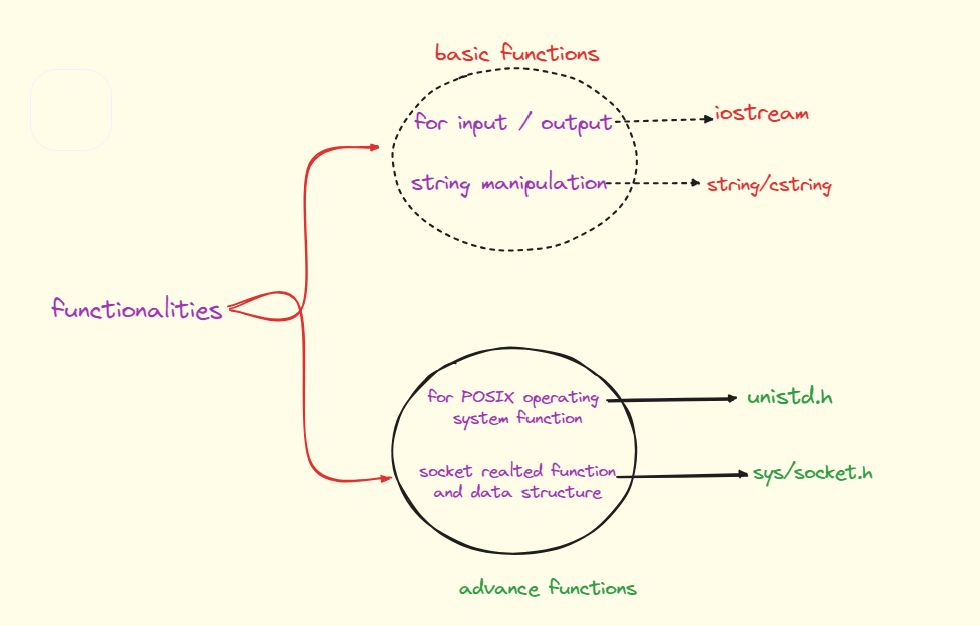 basic functions
for input / output
iostream
string manipulation
string/cstring
functionalities
for POSIX operating
system function
unistd.h
socket realted function
and data structure
sys/socket.h
advance functions